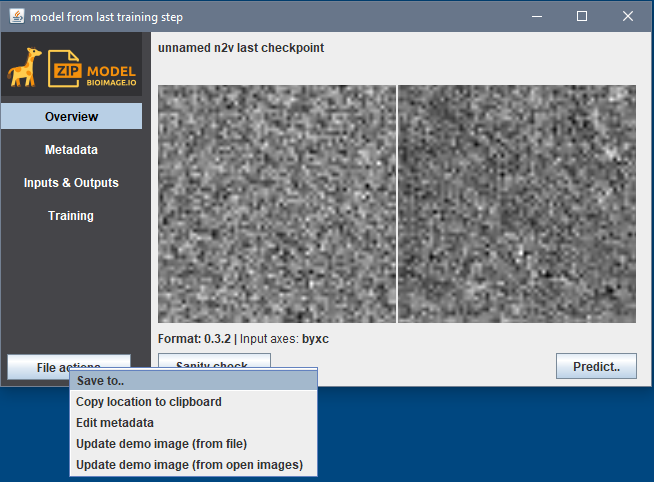 model from last training step
unnamed n2v last checkpoint
ZIP MODEL
BIOIMAGE.IO
Overview
Metadata
Inputs & Outputs
Training
Format: 0.3.2 | Input axes: byxc
File actions
Sanity check
Predict..
Save to..
Copy location to clipboard
Edit metadata
Update demo image (from file)
Update demo image (from open images)